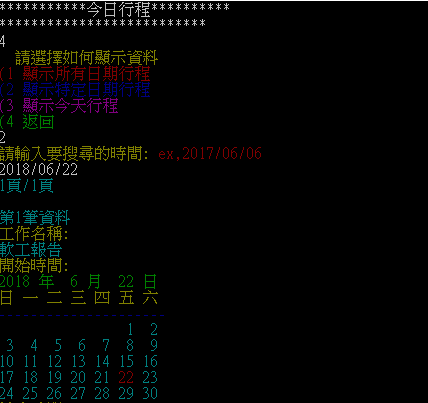 ***********今日行程**********
**************************
4
請選擇如何顯示資料
(1 顯示所有日期行程
(2 顯示特定日期行程
(3 顯示今天行程
(4 返回
2
請輸入要搜尋的時間: ex,2017/06/06
2018/06/22
1頁/1頁
第1筆資料
工作名稱:
軟工報告
開始時間:
2018 年 6 月 22 日
日 一 二 三 四 五 六
1 2
3 4 5 6 7 8 9
10 11 12 13 14 15 16
17 18 19 20 21 22 23
24 25 26 27 28 29 30